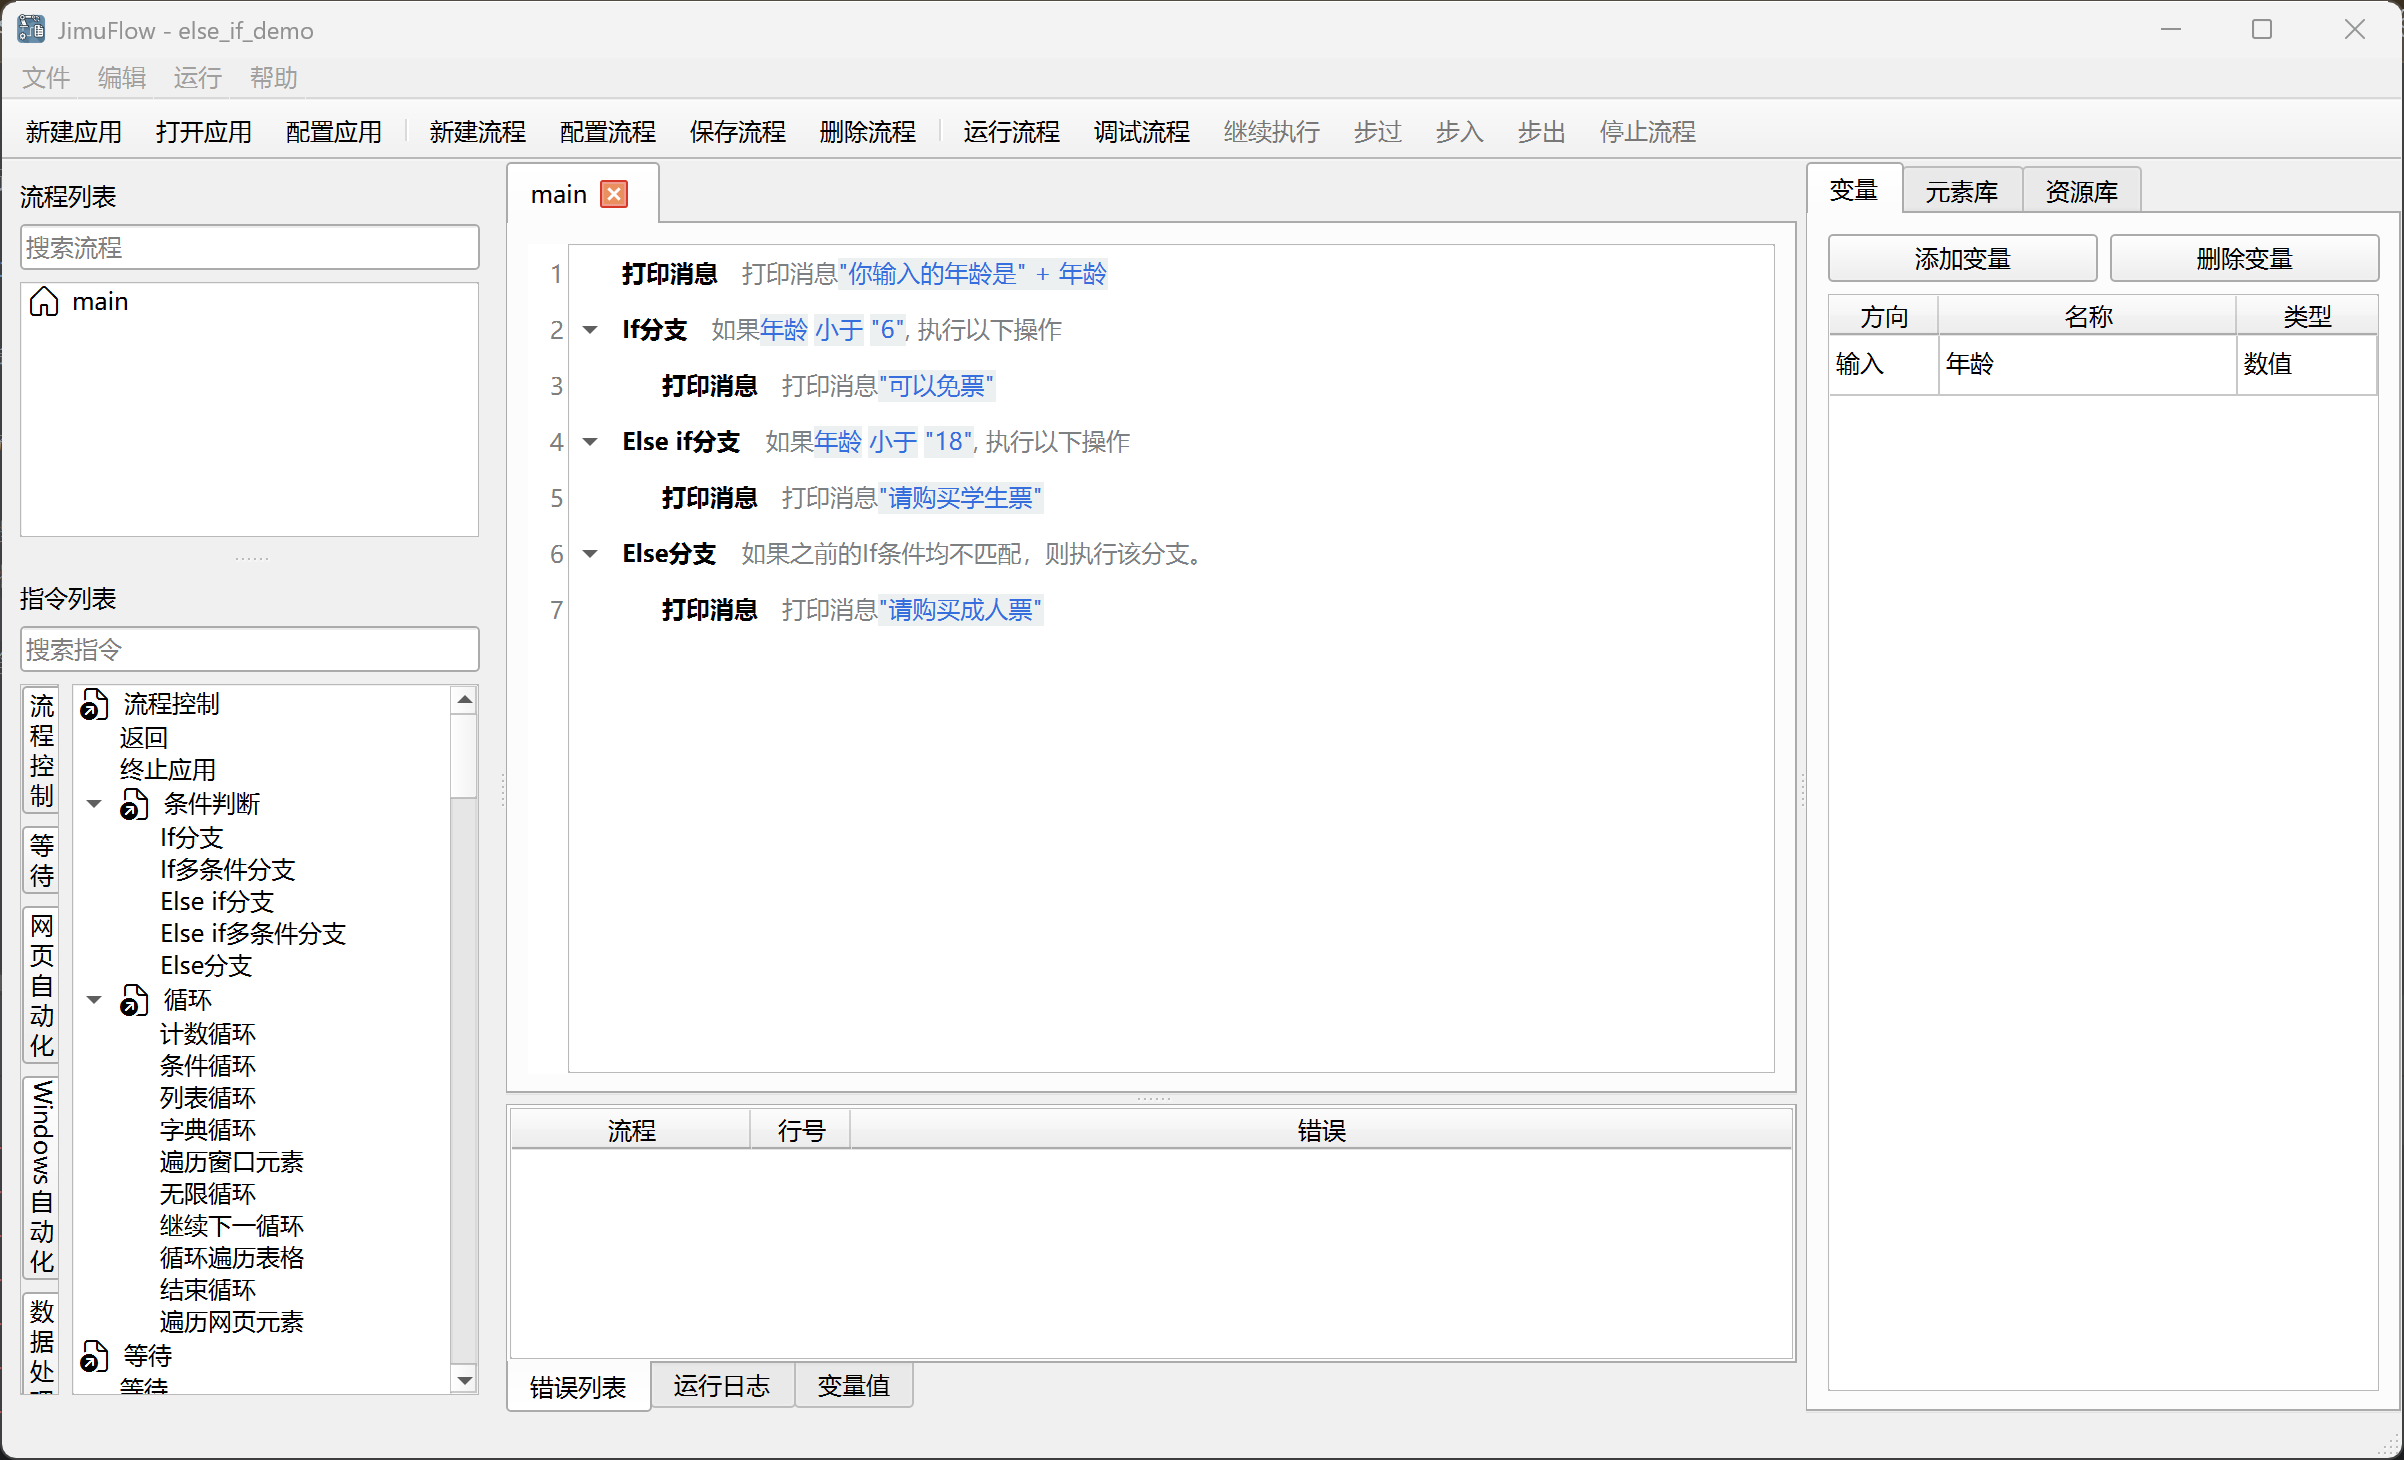 JimuFlow - else_if_demo
文件 编辑 运行 帮助
新建应用 打开应用 配置应用 新建流程 配置流程 保存流程 删除流程 运行流程 调试流程 继续执行 步过 步入 步出 停止流程
流程列表
搜索流程
main
指令列表
搜索指令
流程控制
等待
网页自动化
Windows自动化
数据处理
流程控制
返回
终止应用
条件判断
If分支
If多条件分支
Else if分支
Else if多条件分支
Else分支
循环
计数循环
条件循环
列表循环
字典循环
遍历窗口元素
无限循环
继续下一循环
循环遍历表格
结束循环
遍历网页元素
等待
等待
main
1 打印消息 打印消息"你输入的年龄是" + 年龄
2 If分支 如果年龄 小于 "6", 执行以下操作
3 打印消息 打印消息"可以免票"
4 Else if分支 如果年龄 小于 "18", 执行以下操作
5 打印消息 打印消息"请购买学生票"
6 Else分支 如果之前的If条件均不匹配，则执行该分支。
7 打印消息 打印消息"请购买成人票"
流程 行号 错误
错误列表 运行日志 变量值
变量 元素库 资源库
添加变量 删除变量
方向 名称 类型
输入 年龄 数值